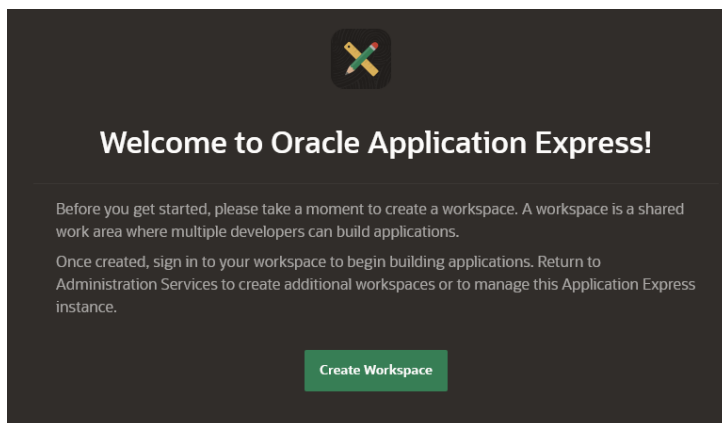 Welcome to Oracle Application Express!
Before you get started, please take a moment to create a workspace. A workspace is a shared
work area where multiple developers can build applications.
Once created, sign in to your workspace to begin building applications. Return to
Administration Services to create additional workspaces or to manage this Application Express
instance.
Create Workspace